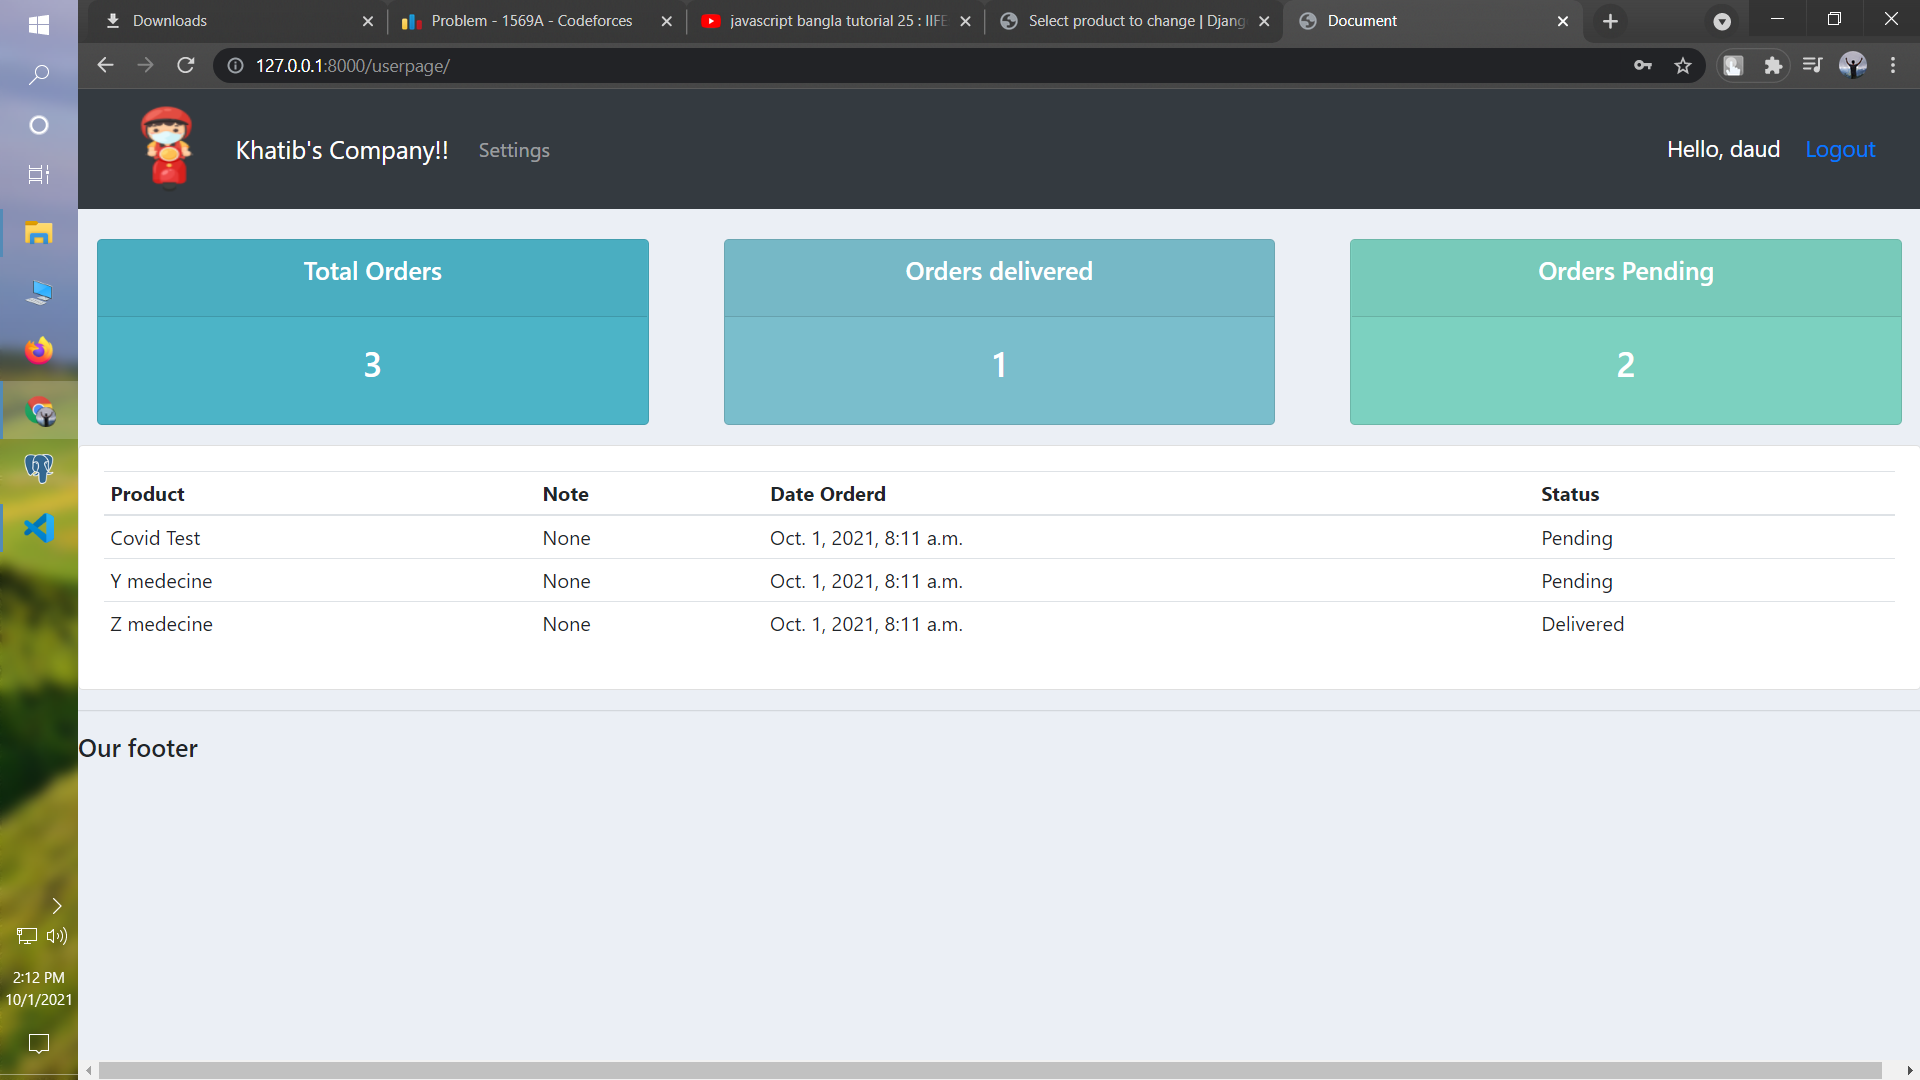 Downloads
Problem - 1569A - Codeforces
javascript bangla tutorial 25 : IIFE
Select product to change | Djang
Document
127.0.0.1:8000/userpage/
Khatib's Company!!
Settings
Hello, daud
Logout
Total Orders
Orders delivered
Orders Pending
3
1
2
Product Note Date Orderd Status
Covid Test None Oct. 1, 2021, 8:11 a.m. Pending
Y medecine None Oct. 1, 2021, 8:11 a.m. Pending
Z medecine None Oct. 1, 2021, 8:11 a.m. Delivered
Our footer
2:12 PM
10/1/2021